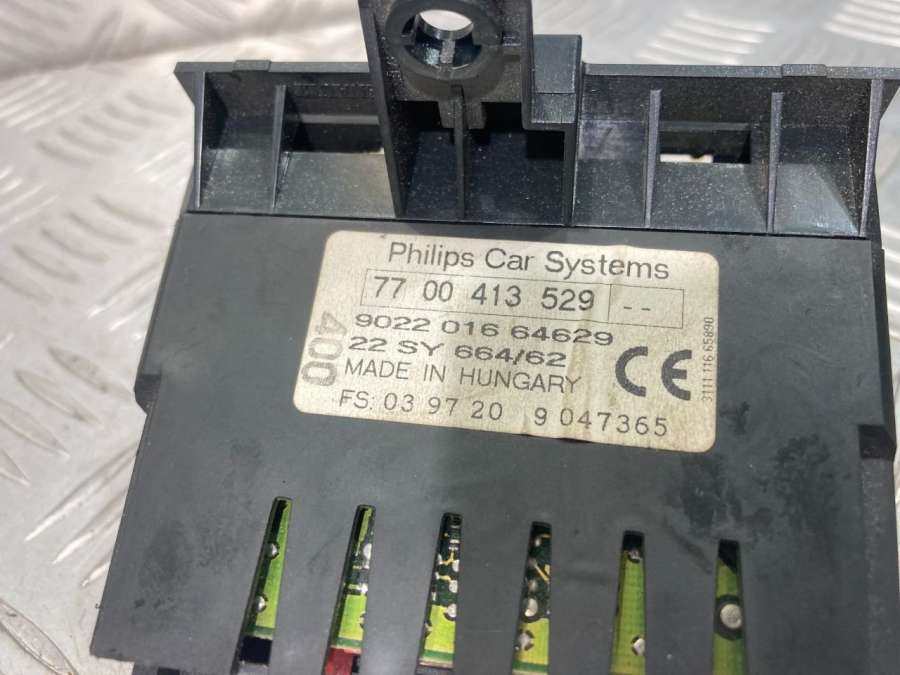 Philips Car Systems
77 00 413 529 --
9022 016 64629
22 SY 664/62
MADE IN HUNGARY
FS: 03 97 20 9 047365
400
CE
3111 116 65890